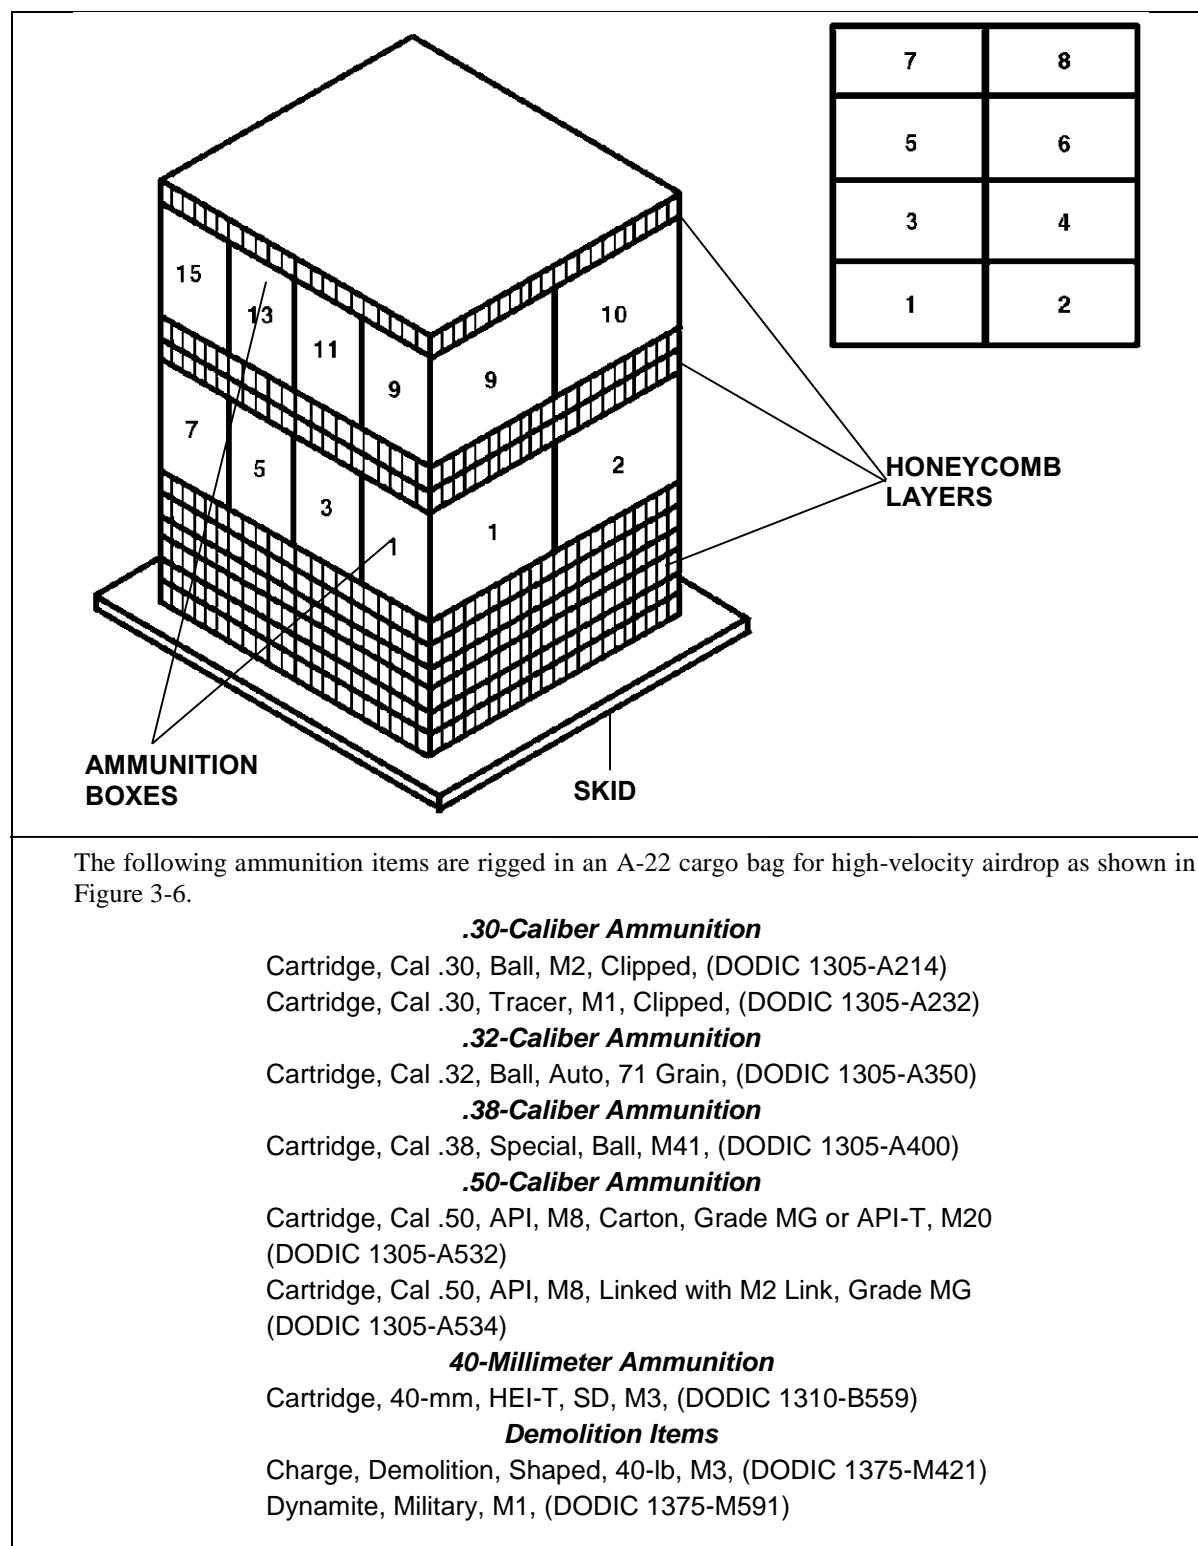 7 8
5 6
3 4
1 2
15 13 11 9 9 10
7 5 3 1 1 2
HONEYCOMB
LAYERS
AMMUNITION
BOXES
SKID
The following ammunition items are rigged in an A-22 cargo bag for high-velocity airdrop as shown in
Figure 3-6.
.30-Caliber Ammunition
Cartridge, Cal .30, Ball, M2, Clipped, (DODIC 1305-A214)
Cartridge, Cal .30, Tracer, M1, Clipped, (DODIC 1305-A232)
.32-Caliber Ammunition
Cartridge, Cal .32, Ball, Auto, 71 Grain, (DODIC 1305-A350)
.38-Caliber Ammunition
Cartridge, Cal .38, Special, Ball, M41, (DODIC 1305-A400)
.50-Caliber Ammunition
Cartridge, Cal .50, API, M8, Carton, Grade MG or API-T, M20
(DODIC 1305-A532)
Cartridge, Cal .50, API, M8, Linked with M2 Link, Grade MG
(DODIC 1305-A534)
40-Millimeter Ammunition
Cartridge, 40-mm, HEI-T, SD, M3, (DODIC 1310-B559)
Demolition Items
Charge, Demolition, Shaped, 40-lb, M3, (DODIC 1375-M421)
Dynamite, Military, M1, (DODIC 1375-M591)